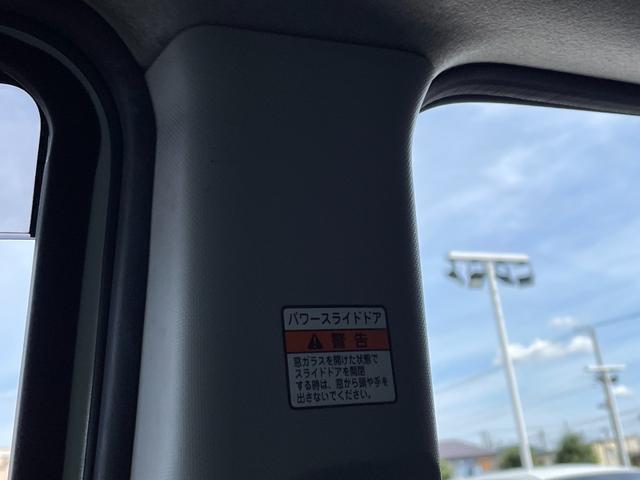 パワースライドドア
警告
窓ガラスを開けた状態で
スライドドアを開閉
する時は、窓から頭や手を
出さないでください。